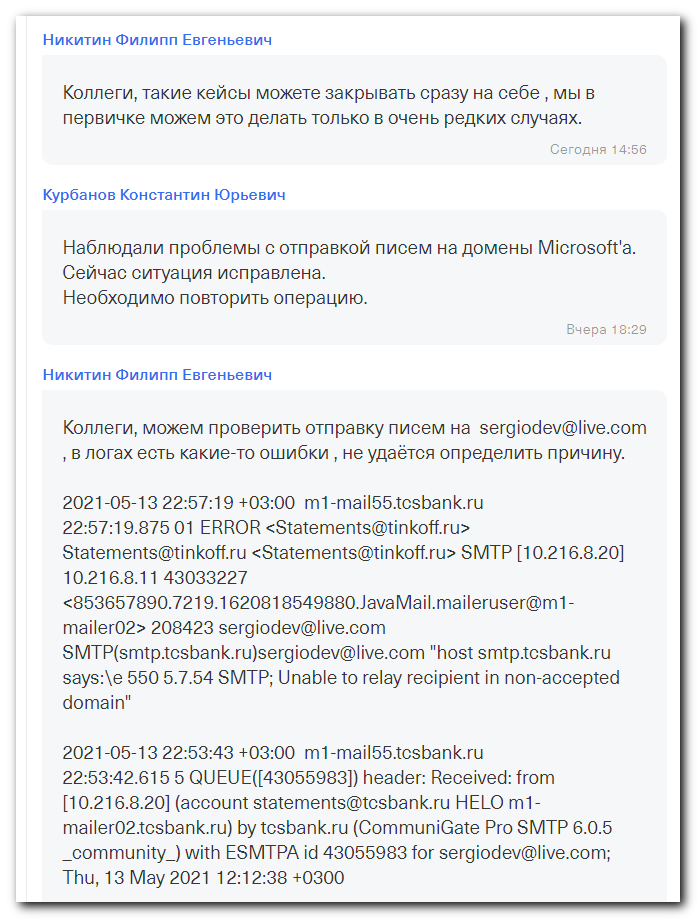 Никитин Филипп Евгеньевич
Коллеги, такие кейсы можете закрывать сразу на себе , мы в
первичке можем это делать только в очень редких случаях.
Сегодня 14:56
Курбанов Константин Юрьевич
Наблюдали проблемы с отправкой писем на домены Microsoft'a.
Сейчас ситуация исправлена.
Необходимо повторить операцию.
Вчера 18:29
Никитин Филипп Евгеньевич
Коллеги, можем проверить отправку писем на  sergiodev@live.com
, в логах есть какие-то ошибки , не удаётся определить причину.
2021-05-13 22:57:19 +03:00  m1-mail55.tcsbank.ru
22:57:19.875 01 ERROR <Statements@tinkoff.ru>
Statements@tinkoff.ru <Statements@tinkoff.ru> SMTP [10.216.8.20]
10.216.8.11 43033227
<853657890.7219.1620818549880.JavaMail.maileruser@m1-
mailer02> 208423 sergiodev@live.com
SMTP(smtp.tcsbank.ru)sergiodev@live.com "host smtp.tcsbank.ru
says:\e 550 5.7.54 SMTP; Unable to relay recipient in non-accepted
domain"
2021-05-13 22:53:43 +03:00  m1-mail55.tcsbank.ru
22:53:42.615 5 QUEUE([43055983]) header: Received: from
[10.216.8.20] (account statements@tcsbank.ru HELO m1-
mailer02.tcsbank.ru) by tcsbank.ru (CommuniGate Pro SMTP 6.0.5
_community_) with ESMTPA id 43055983 for sergiodev@live.com;
Thu, 13 May 2021 12:12:38 +0300